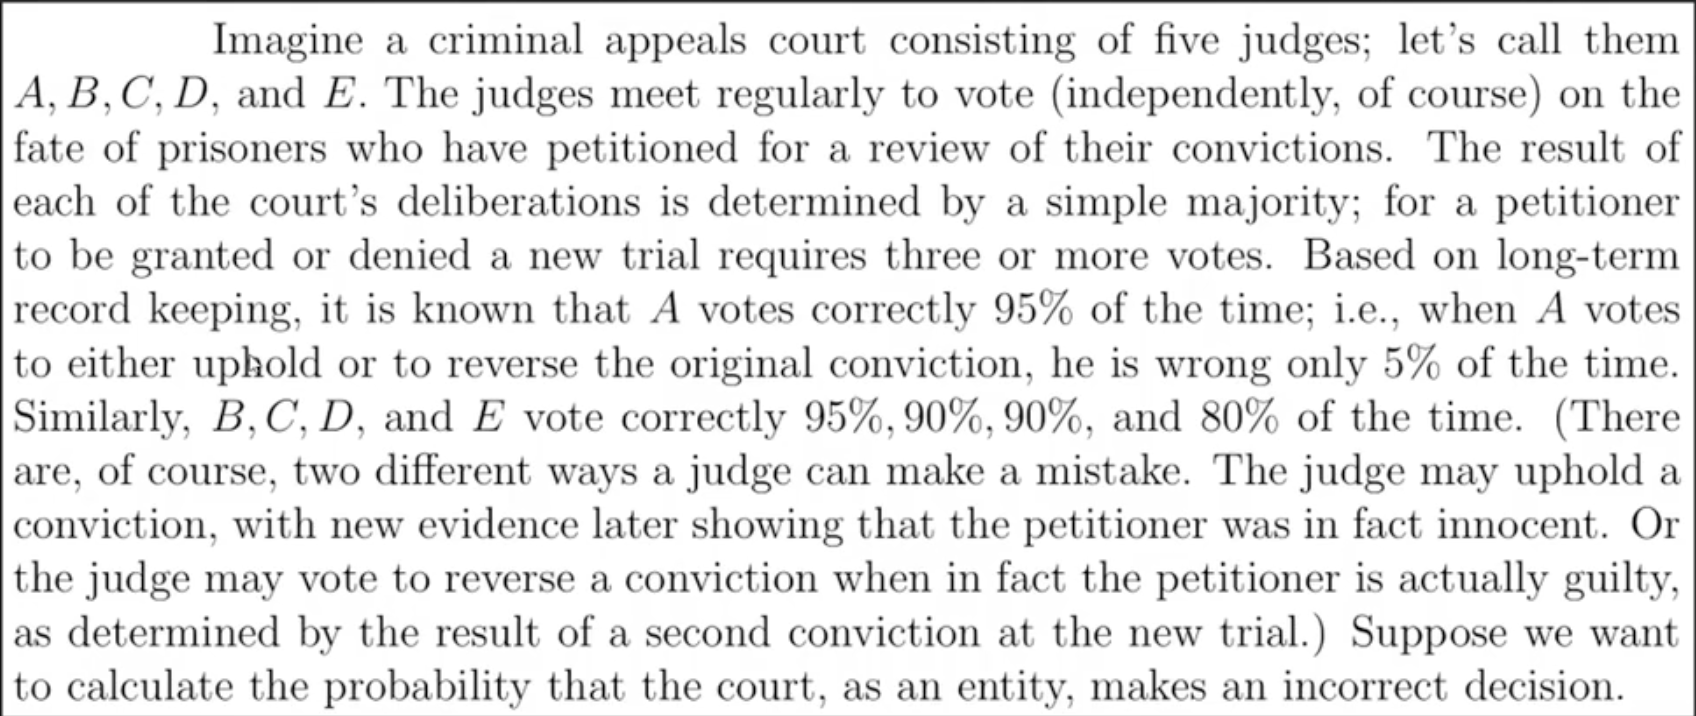 Imagine a criminal appeals court consisting of five judges; let's call them
A, B, C, D, and E. The judges meet regularly to vote (independently, of course) on the
fate of prisoners who have petitioned for a review of their convictions. The result of
each of the court's deliberations is determined by a simple majority; for a petitioner
to be granted or denied a new trial requires three or more votes. Based on long-term
record keeping, it is known that A votes correctly 95% of the time; i.e., when A votes
to either uphold or to reverse the original conviction, he is wrong only 5% of the time.
Similarly, B, C, D, and E vote correctly 95%, 90%, 90%, and 80% of the time. (There
are, of course, two different ways a judge can make a mistake. The judge may uphold a
conviction, with new evidence later showing that the petitioner was in fact innocent. Or
the judge may vote to reverse a conviction when in fact the petitioner is actually guilty,
as determined by the result of a second conviction at the new trial.) Suppose we want
to calculate the probability that the court, as an entity, makes an incorrect decision.